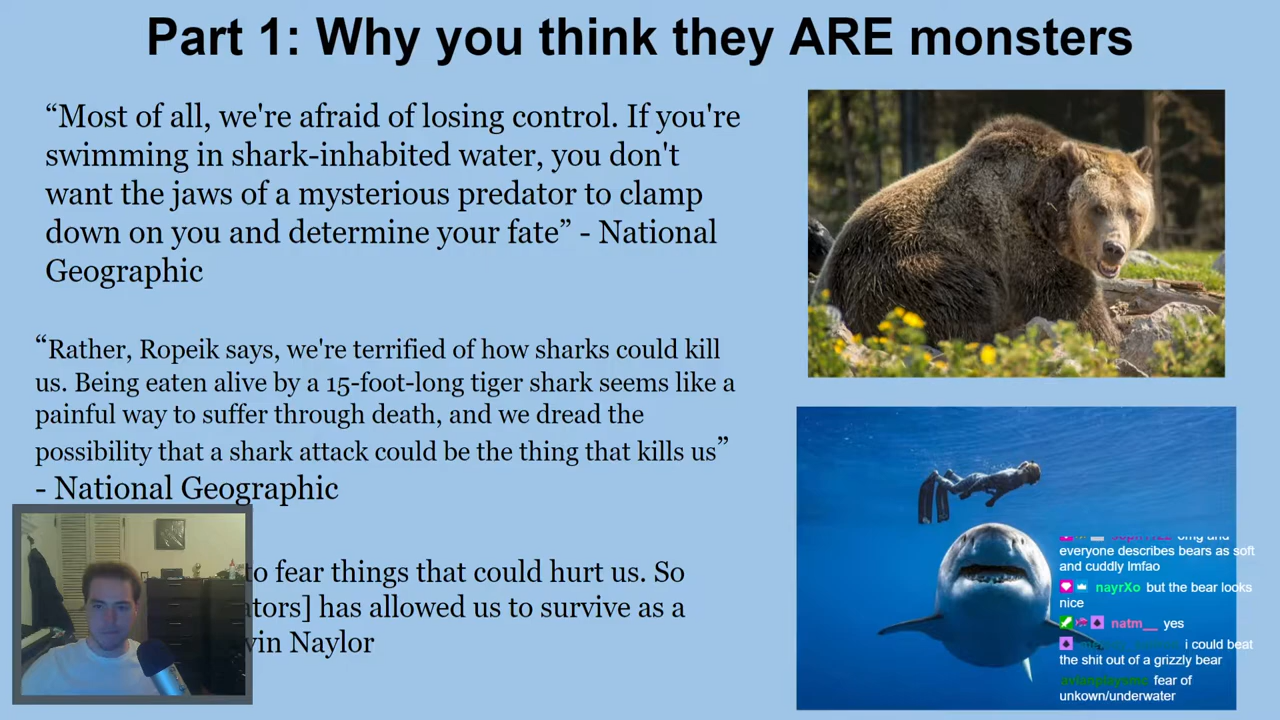 Part 1: Why you think they ARE monsters
“Most of all, we're afraid of losing control. If you're
swimming in shark-inhabited water, you don't
want the jaws of a mysterious predator to clamp
down on you and determine your fate” - National
Geographic
“Rather, Ropeik says, we're terrified of how sharks could kill
us. Being eaten alive by a 15-foot-long tiger shark seems like a
painful way to suffer through death, and we dread the
possibility that a shark attack could be the thing that kills us”
- National Geographic
to fear things that could hurt us. So
ators] has allowed us to survive as a
vin Naylor
omg and
everyone describes bears as soft
and cuddly lmfao
nayrXo but the bear looks
nice
natm__ yes
i could beat
the shit out of a grizzly bear
fear of
unkown/underwater